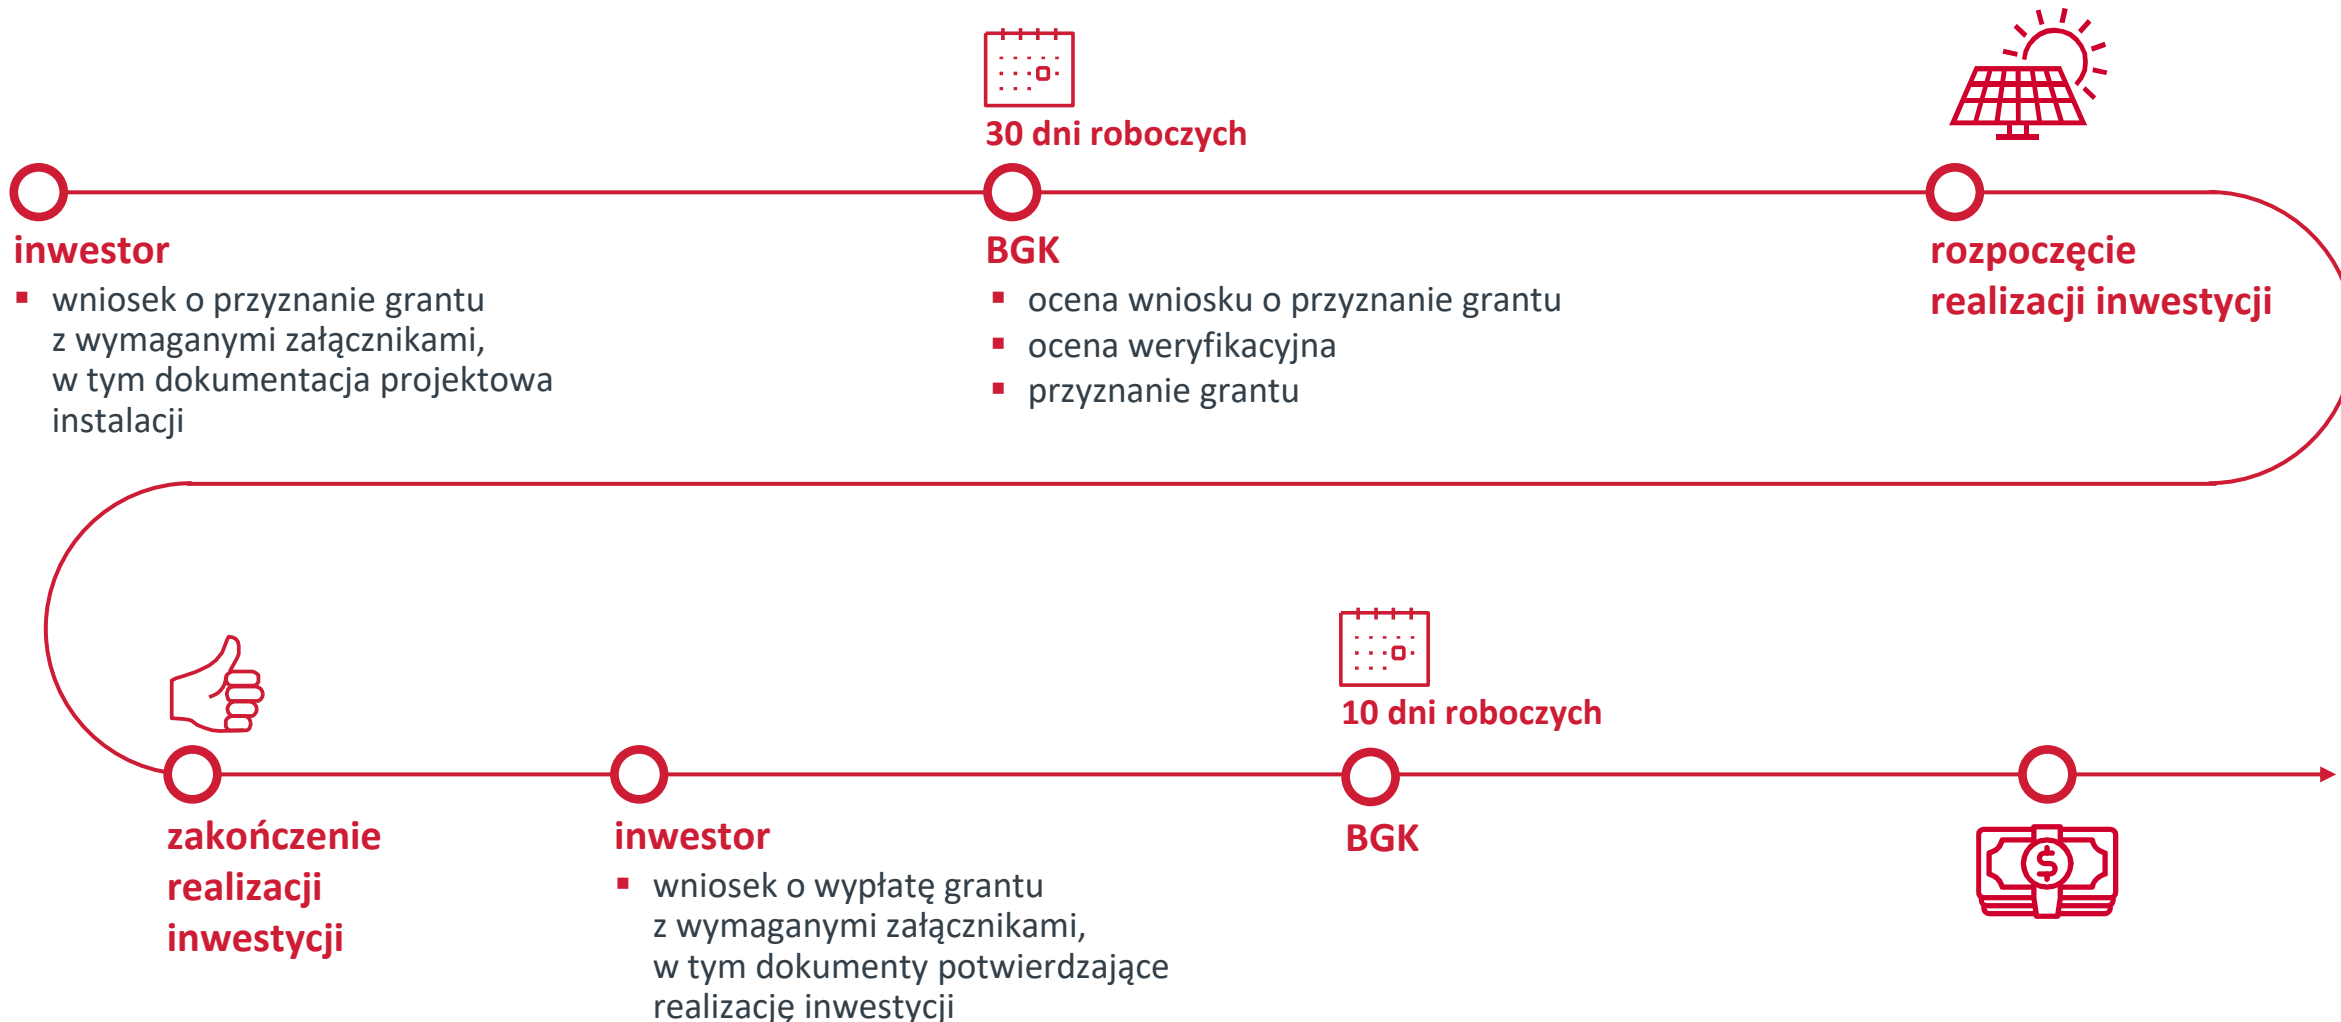 30 dni roboczych
inwestor
▪ wniosek o przyznanie grantu
z wymaganymi załącznikami,
w tym dokumentacja projektowa
instalacji
BGK
▪ ocena wniosku o przyznanie grantu
▪ ocena weryfikacyjna
▪ przyznanie grantu
rozpoczęcie
realizacji inwestycji
10 dni roboczych
zakończenie
realizacji
inwestycji
inwestor
▪ wniosek o wypłatę grantu
z wymaganymi załącznikami,
w tym dokumenty potwierdzające
realizację inwestycji
BGK
$